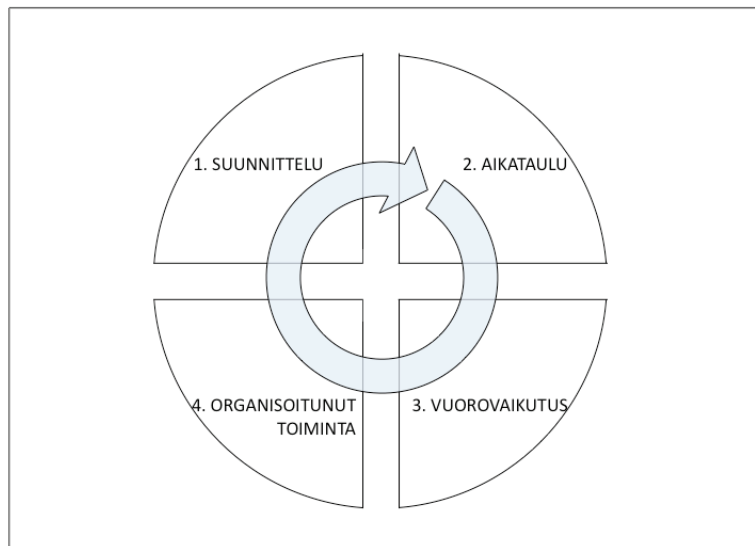 1. SUUNNITTELU
2. AIKATAULU
3. VUOROVAIKUTUS
4. ORGANISOITUNUT
TOIMINTA